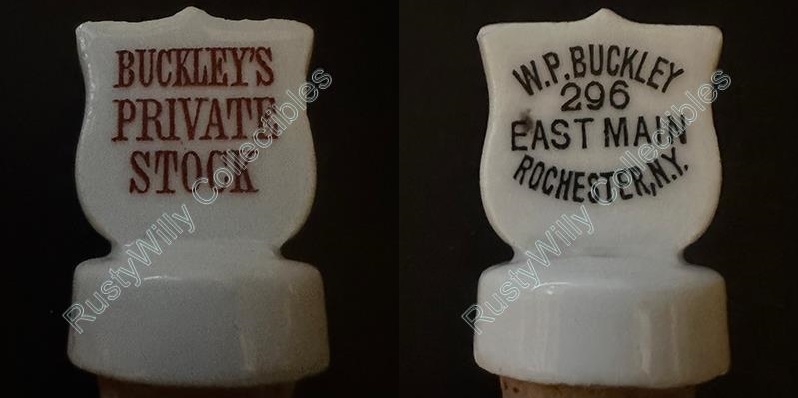 BUCKLEY'S
PRIVATE
STOCK
RustyWilly Collectibles
W.P. BUCKLEY
296
EAST MAIN
ROCHESTER, N.Y.
RustyWilly Collectibles